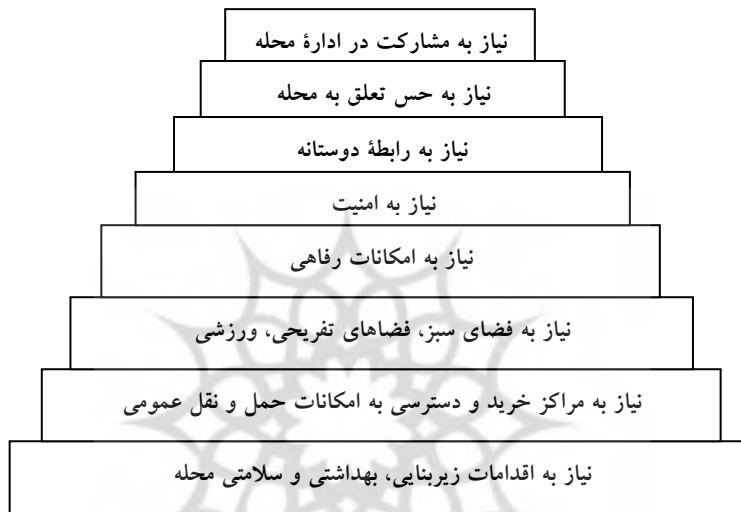 نیاز به مشارکت در ادارهٔ محله
نیاز به حس تعلق به محله
نیاز به رابطهٔ دوستانه
نیاز به امنیت
نیاز به امکانات رفاهی
نیاز به فضای سبز، فضاهای تفریحی، ورزشی
نیاز به مراکز خرید و دسترسی به امکانات حمل و نقل عمومی
نیاز به اقدامات زیربنایی، بهداشتی و سلامتی محله